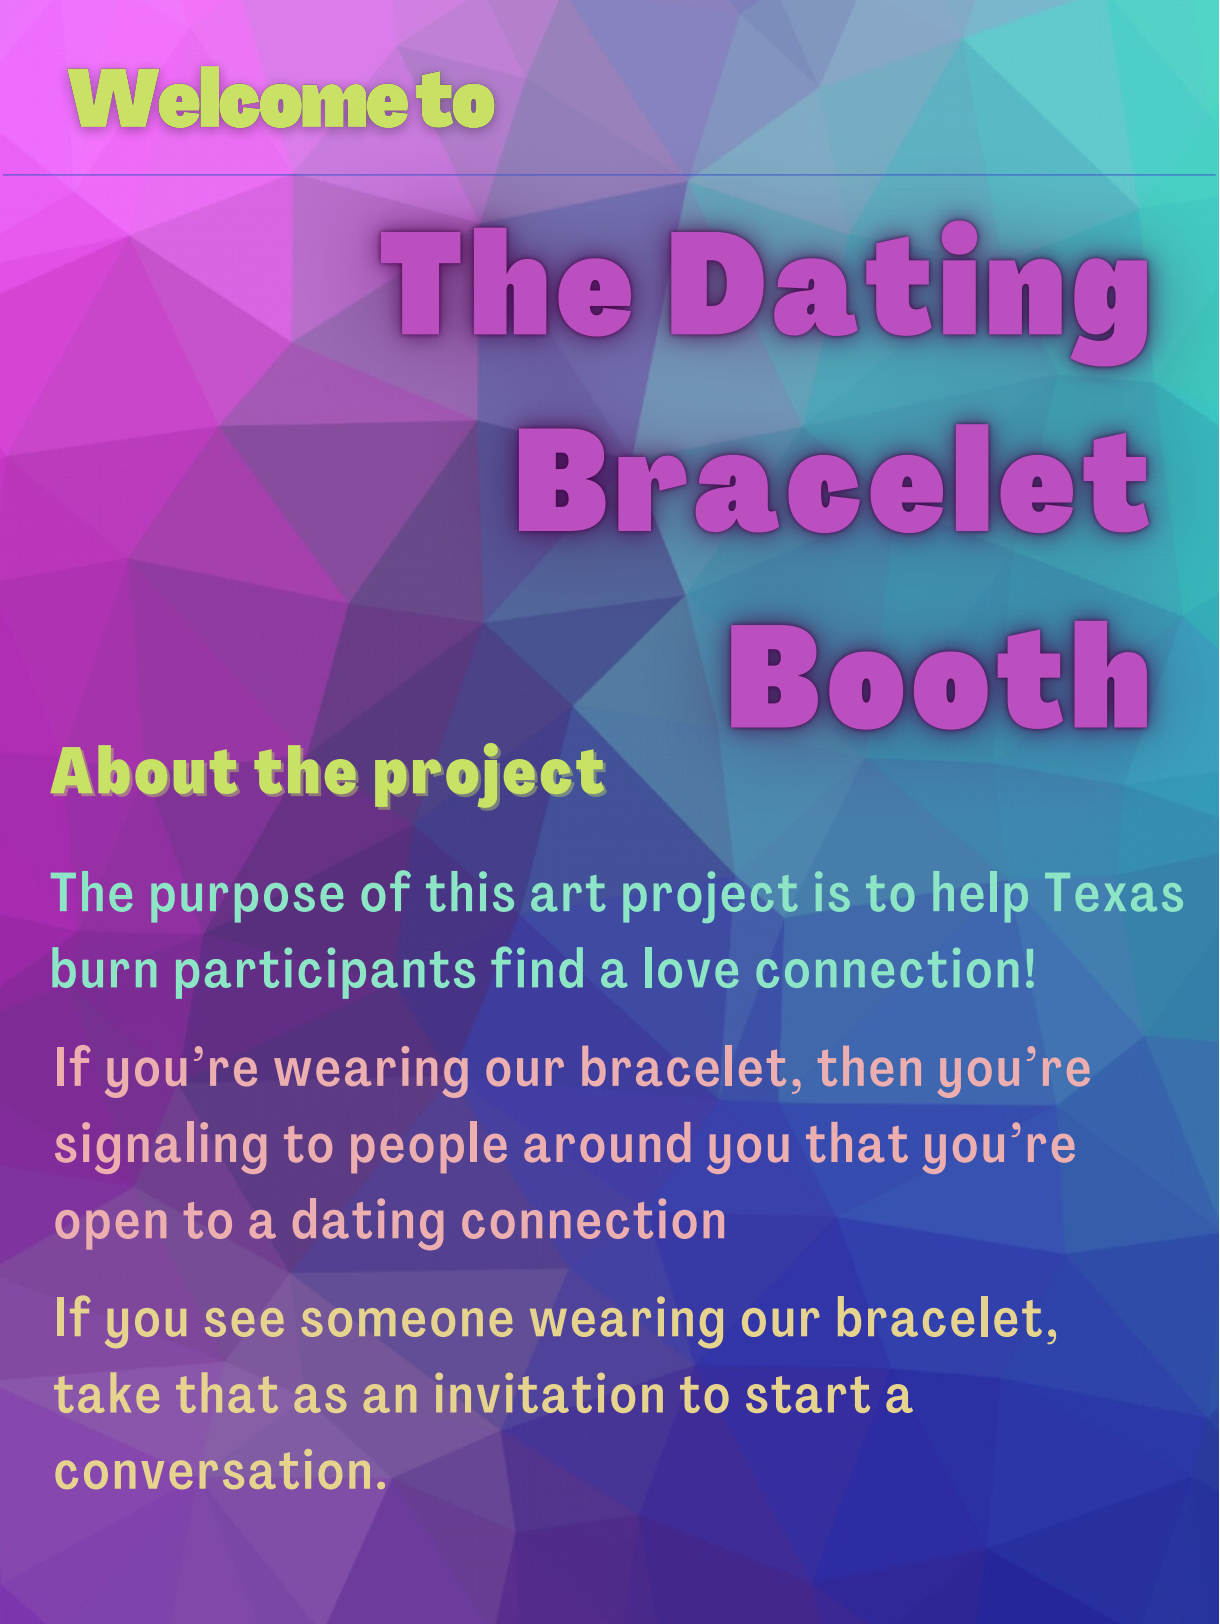 Welcome to
The Dating
Bracelet
Booth
About the project
The purpose of this art project is to help Texas
burn participants find a love connection!
If you’re wearing our bracelet, then you’re
signaling to people around you that you’re
open to a dating connection
If you see someone wearing our bracelet,
take that as an invitation to start a
conversation.